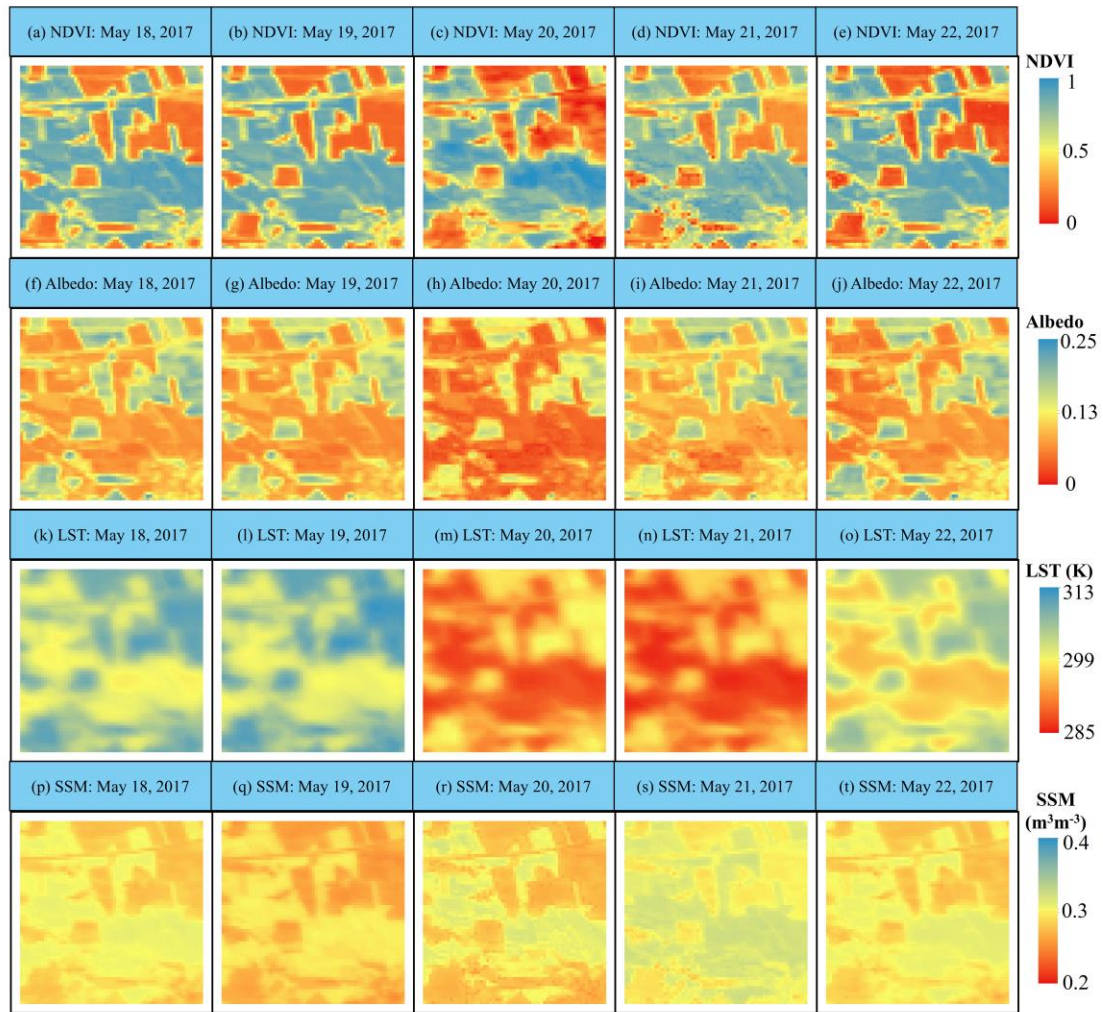 (a) NDVI: May 18, 2017
(b) NDVI: May 19, 2017
(c) NDVI: May 20, 2017
(d) NDVI: May 21, 2017
(e) NDVI: May 22, 2017
NDVI
1
0.5
0
(f) Albedo: May 18, 2017
(g) Albedo: May 19, 2017
(h) Albedo: May 20, 2017
(i) Albedo: May 21, 2017
(j) Albedo: May 22, 2017
Albedo
0.25
0.13
0
(k) LST: May 18, 2017
(l) LST: May 19, 2017
(m) LST: May 20, 2017
(n) LST: May 21, 2017
(o) LST: May 22, 2017
LST (K)
313
299
285
(p) SSM: May 18, 2017
(q) SSM: May 19, 2017
(r) SSM: May 20, 2017
(s) SSM: May 21, 2017
(t) SSM: May 22, 2017
SSM
(m³m⁻³)
0.4
0.3
0.2